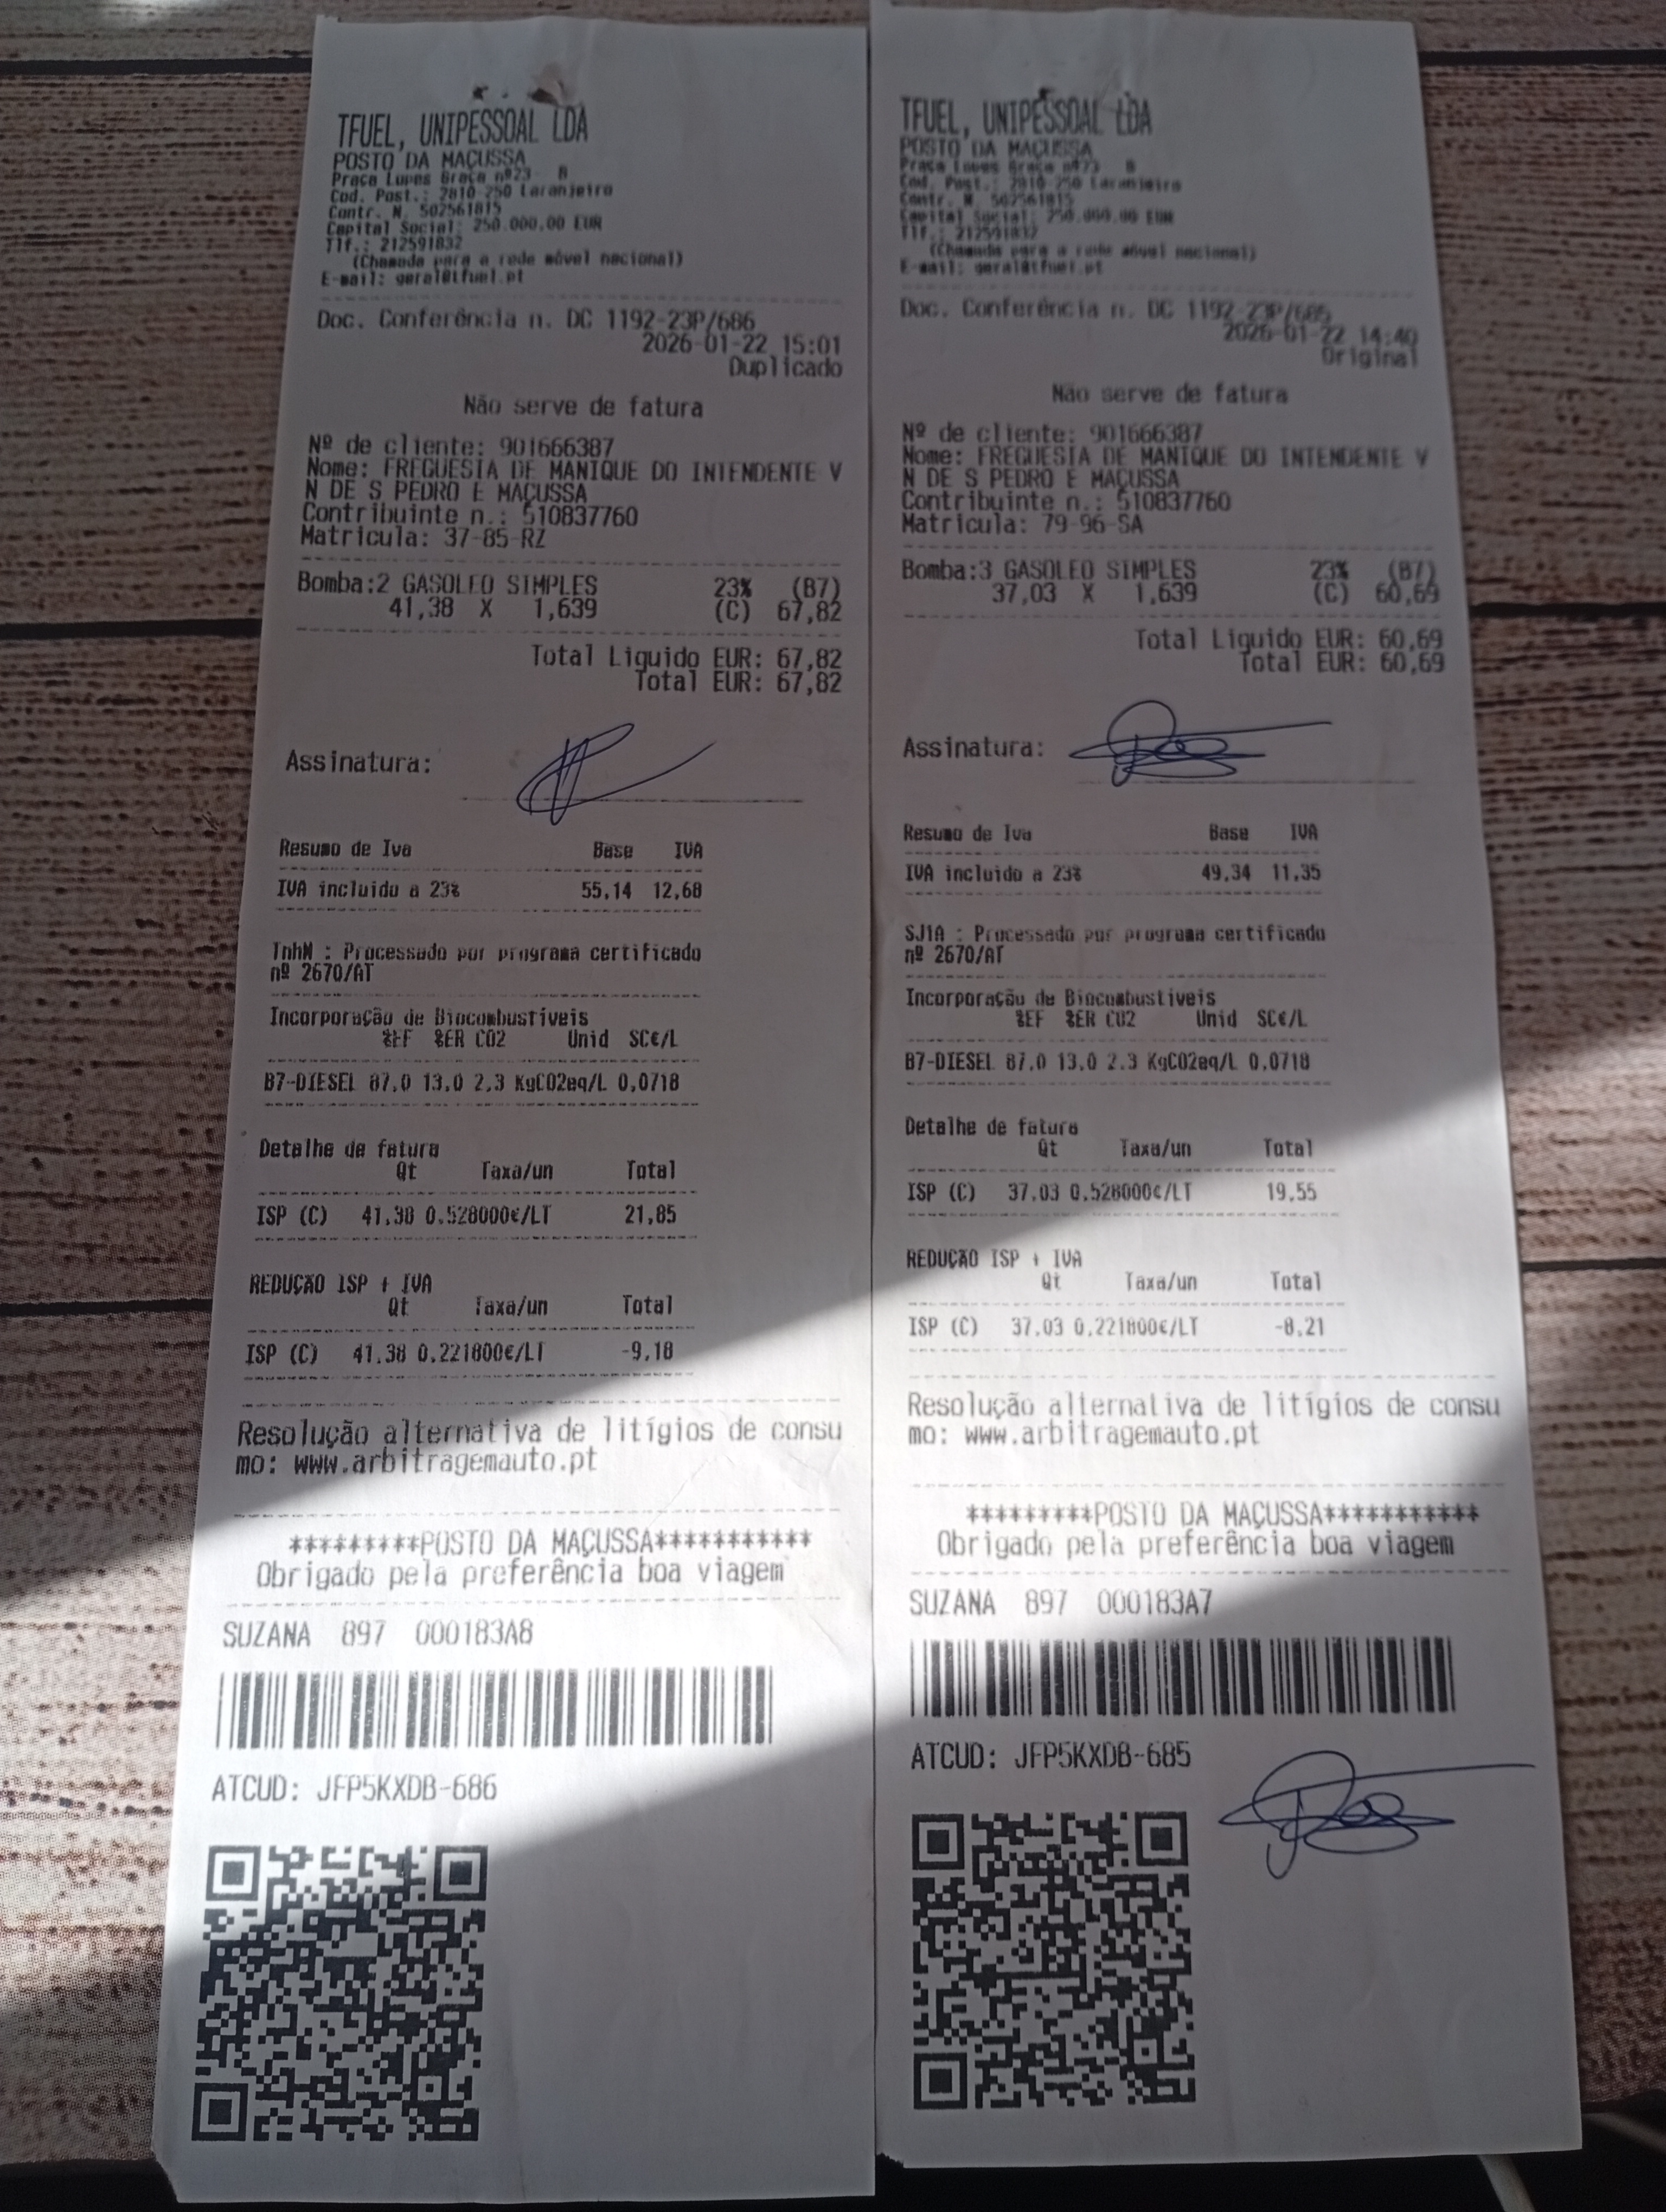 TFUEL, UNIPESSOAL LDA
POSTO DA MAÇUSSA
Praça Lopes Graça nº23 B
Cod. Post.: 2810-250 Laranjeiro
Contr. N. 502561815
Capital Social: 250.000,00 EUR
Tlf.: 212591832
(Chamada para a rede móvel nacional)
E-mail: geral@tfuel.pt
Doc. Conferência n. DC 1192-23P/686
2026-01-22 15:01
Duplicado
Não serve de fatura
Nº de cliente: 901666387
Nome: FREGUESIA DE MANIQUE DO INTENDENTE V
N DE S PEDRO E MAÇUSSA
Contribuinte n.: 510837760
Matricula: 37-85-RZ
Bomba:2 GASOLEO SIMPLES 23% (B7)
41,38 X 1,639 (C) 67,82
Total Liquido EUR: 67,82
Total EUR: 67,82
Assinatura:
Resumo de Iva Base IVA
IVA incluido a 23% 55,14 12,68
TnhM : Processado por programa certificado
nº 2670/AT
Incorporação de Biocombustíveis
%EF %ER CO2 Unid SC€/L
B7-DIESEL 87.0 13.0 2.3 KgCO2eq/L 0,0718
Detalhe de fatura
Qt Taxa/un Total
ISP (C) 41.38 0.528000€/LT 21,85
REDUÇÃO ISP + IVA
Qt Taxa/un Total
ISP (C) 41.38 0.221800€/LT -9,18
Resolução alternativa de litígios de consu
mo: www.arbitragemauto.pt
*********POSTO DA MAÇUSSA***********
Obrigado pela preferência boa viagem
SUZANA 897 000183A8
ATCUD: JFP5KXDB-686
TFUEL, UNIPESSOAL LDA
POSTO DA MAÇUSSA
Praça Lopes Graça nº23 B
Cod. Post.: 2810-250 Laranjeiro
Contr. N. 502561815
Capital Social: 250.000,00 EUR
Tlf.: 212591832
(Chamada para a rede móvel nacional)
E-mail: geral@tfuel.pt
Doc. Conferência n. DC 1192-23P/685
2026-01-22 14:40
Original
Não serve de fatura
Nº de cliente: 901666387
Nome: FREGUESIA DE MANIQUE DO INTENDENTE V
N DE S PEDRO E MAÇUSSA
Contribuinte n.: 510837760
Matricula: 79-96-SA
Bomba:3 GASOLEO SIMPLES 23% (B7)
37,03 X 1,639 (C) 60,69
Total Liquido EUR: 60,69
Total EUR: 60,69
Assinatura:
Resumo de Iva Base IVA
IVA incluido a 23% 49,34 11,35
SJ1A : Processado por programa certificado
nº 2670/AT
Incorporação de Biocombustíveis
%EF %ER CO2 Unid SC€/L
B7-DIESEL 87.0 13.0 2.3 KgCO2eq/L 0,0718
Detalhe de fatura
Qt Taxa/un Total
ISP (C) 37.03 0.528000€/LT 19,55
REDUÇÃO ISP + IVA
Qt Taxa/un Total
ISP (C) 37.03 0.221800€/LT -8,21
Resolução alternativa de litígios de consu
mo: www.arbitragemauto.pt
*********POSTO DA MAÇUSSA***********
Obrigado pela preferência boa viagem
SUZANA 897 000183A7
ATCUD: JFP5KXDB-685